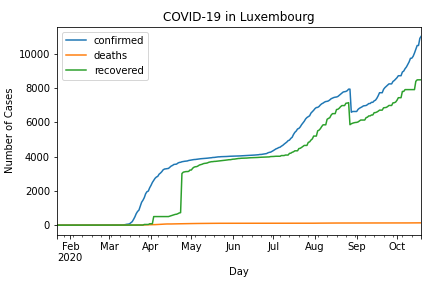 COVID-19 in Luxembourg
confirmed
deaths
recovered
Number of Cases
10000
8000
6000
4000
2000
0
Feb Mar Apr May Jun Jul Aug Sep Oct
2020
Day